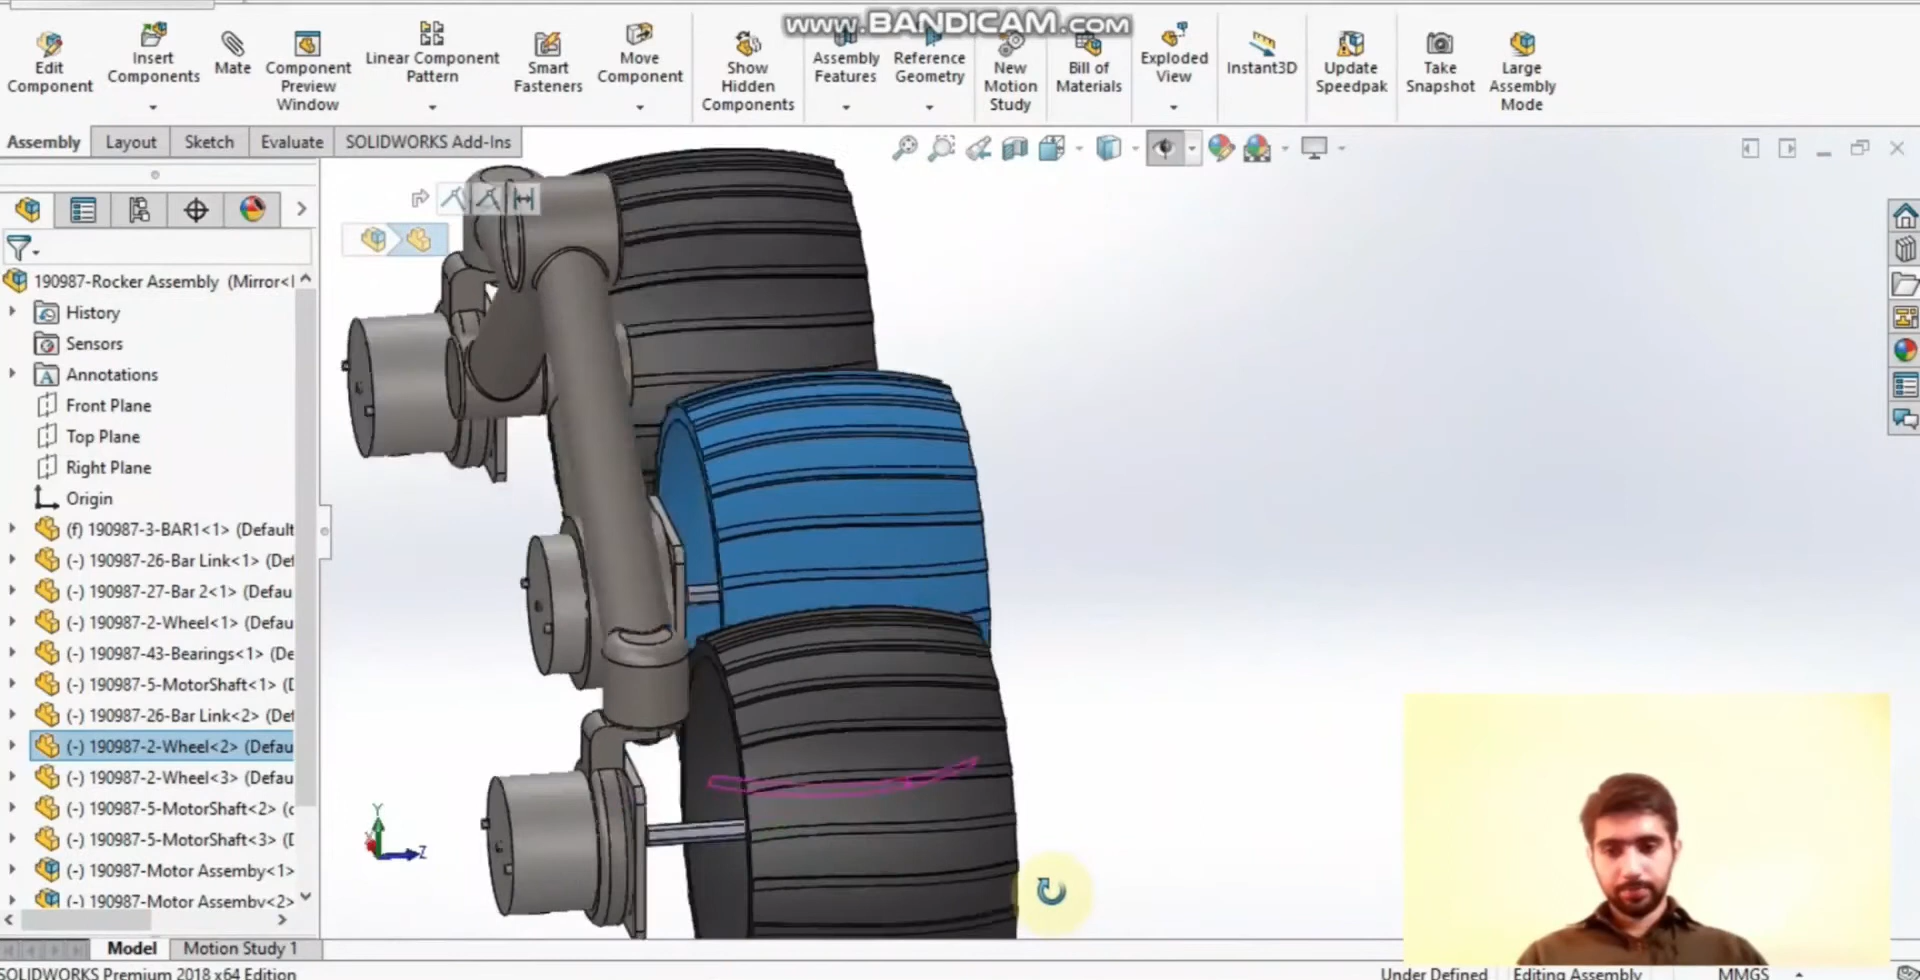 www.BANDICAM.com
Edit Component
Insert Components
Mate
Component Preview Window
Linear Component Pattern
Smart Fasteners
Move Component
Show Hidden Components
Assembly Features
Reference Geometry
New Motion Study
Bill of Materials
Exploded View
Instant3D
Update Speedpak
Take Snapshot
Large Assembly Mode
Assembly
Layout
Sketch
Evaluate
SOLIDWORKS Add-Ins
190987-Rocker Assembly (Mirror<
History
Sensors
Annotations
Front Plane
Top Plane
Right Plane
Origin
(f) 190987-3-BAR1<1> (Default
(-) 190987-26-Bar Link<1> (Def
(-) 190987-27-Bar 2<1> (Defau
(-) 190987-2-Wheel<1> (Defau
(-) 190987-43-Bearings<1> (De
(-) 190987-5-MotorShaft<1> (D
(-) 190987-26-Bar Link<2> (Def
(-) 190987-2-Wheel<2> (Defau
(-) 190987-2-Wheel<3> (Defau
(-) 190987-5-MotorShaft<2> (c
(-) 190987-5-MotorShaft<3> (D
(-) 190987-Motor Assemby<1>
(-) 190987-Motor Assemby<2>
Y
Z
Model
Motion Study 1
SOLIDWORKS Premium 2018 x64 Edition
Under Defined
Editing Assembly
MMGS